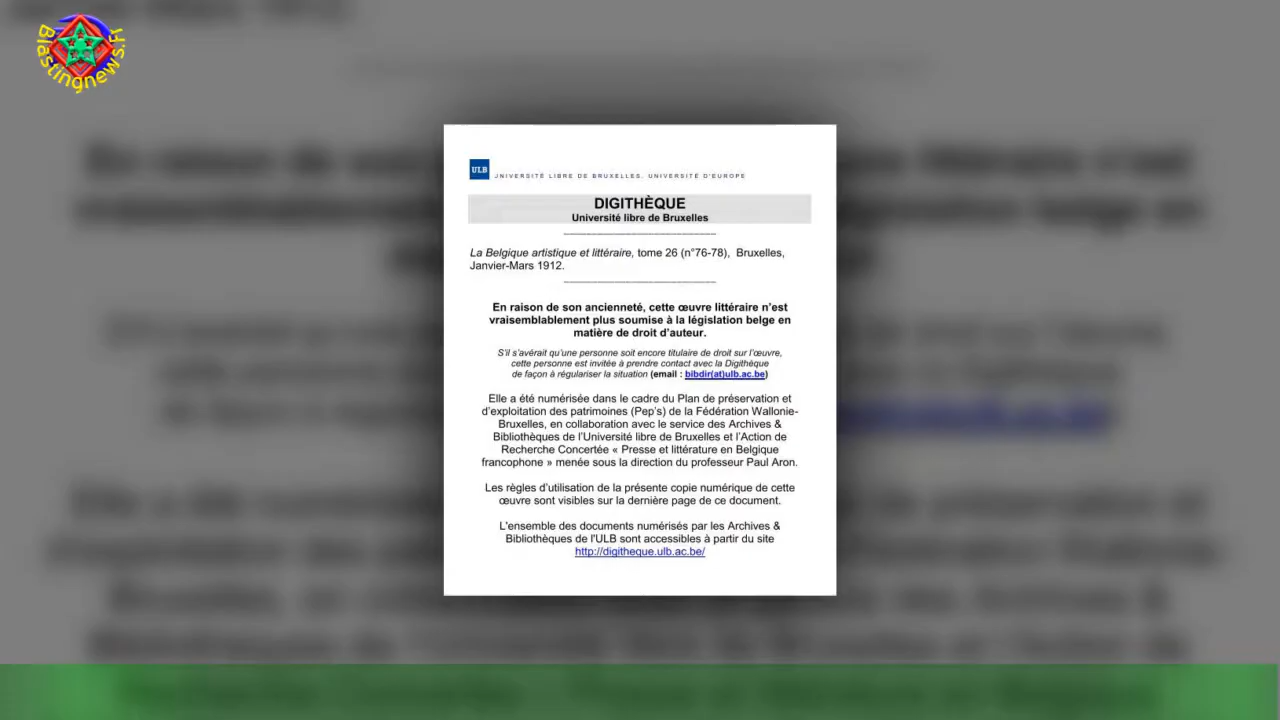 Blastingnews.fr
ULB
UNIVERSITÉ LIBRE DE BRUXELLES, UNIVERSITÉ D'EUROPE
DIGITHÈQUE
Université libre de Bruxelles
La Belgique artistique et littéraire, tome 26 (n°76-78), Bruxelles,
Janvier-Mars 1912.
En raison de son ancienneté, cette œuvre littéraire n’est
vraisemblablement plus soumise à la législation belge en
matière de droit d’auteur.
S’il s’avérait qu’une personne soit encore titulaire de droit sur l’œuvre,
cette personne est invitée à prendre contact avec la Digithèque
de façon à régulariser la situation (email : bibdir(at)ulb.ac.be)
Elle a été numérisée dans le cadre du Plan de préservation et
d’exploitation des patrimoines (Pep’s) de la Fédération Wallonie-
Bruxelles, en collaboration avec le service des Archives &
Bibliothèques de l’Université libre de Bruxelles et l’Action de
Recherche Concertée « Presse et littérature en Belgique
francophone » menée sous la direction du professeur Paul Aron.
Les règles d’utilisation de la présente copie numérique de cette
œuvre sont visibles sur la dernière page de ce document.
L'ensemble des documents numérisés par les Archives &
Bibliothèques de l'ULB sont accessibles à partir du site
http://digitheque.ulb.ac.be/